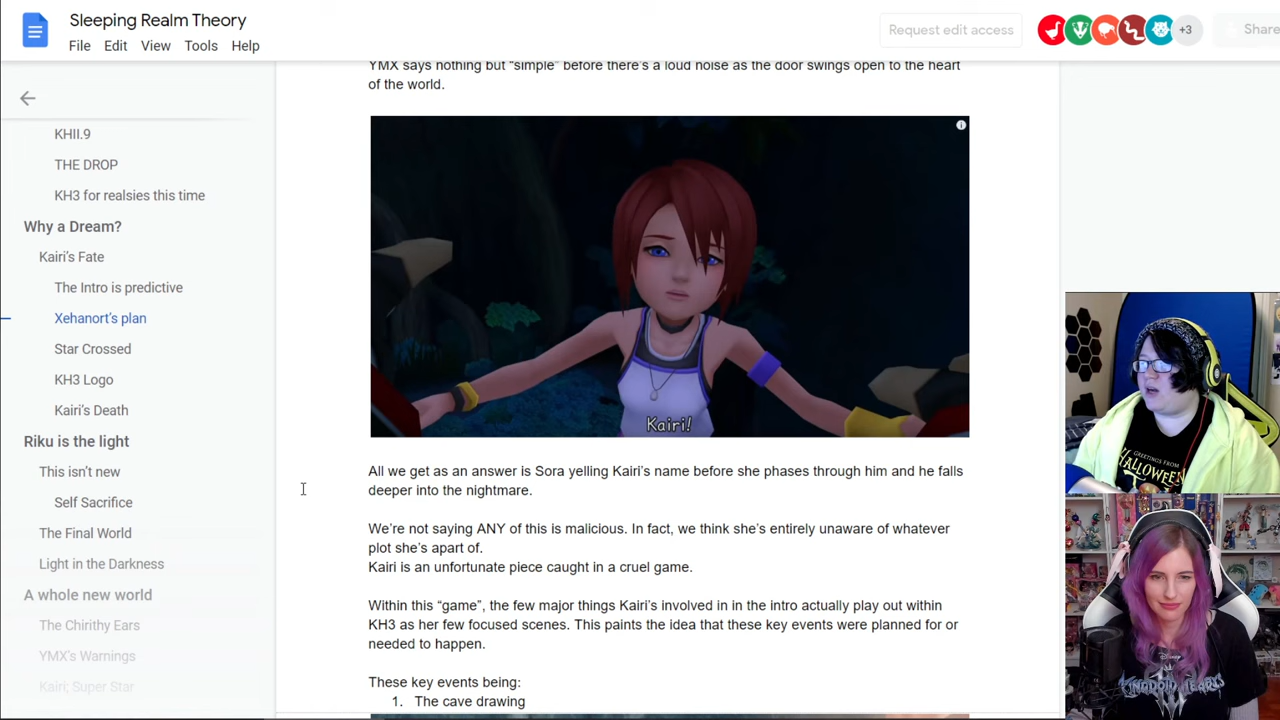 Sleeping Realm Theory
File Edit View Tools Help
Request edit access
+3
Share
KHII.9
THE DROP
KH3 for realsies this time
Why a Dream?
Kairi's Fate
The Intro is predictive
Xehanort's plan
Star Crossed
KH3 Logo
Kairi's Death
Riku is the light
This isn't new
Self Sacrifice
The Final World
Light in the Darkness
A whole new world
The Chirithy Ears
YMX's Warnings
Kairi; Super Star
YMX says nothing but “simple” before there's a loud noise as the door swings open to the heart
of the world.
Kairi!
All we get as an answer is Sora yelling Kairi's name before she phases through him and he falls
deeper into the nightmare.
We're not saying ANY of this is malicious. In fact, we think she's entirely unaware of whatever
plot she's apart of.
Kairi is an unfortunate piece caught in a cruel game.
Within this “game”, the few major things Kairi's involved in in the intro actually play out within
KH3 as her few focused scenes. This paints the idea that these key events were planned for or
needed to happen.
These key events being:
1. The cave drawing
GREETINGS FROM
HALLOWEEN
Disney
KINGDOM HEARTS